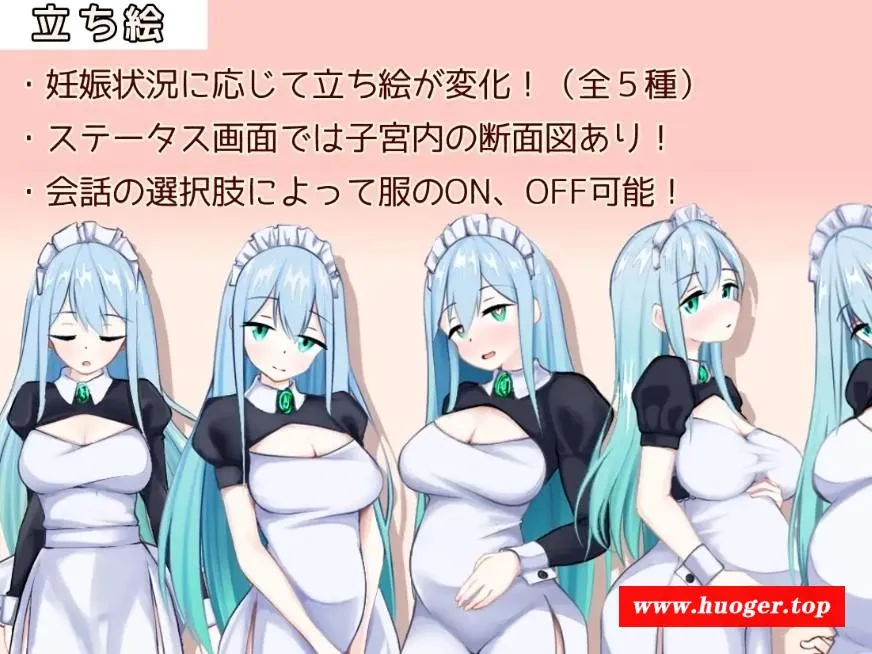 立ち絵
・妊娠状況に応じて立ち絵が変化！（全５種）
・ステータス画面では子宮内の断面図あり！
・会話の選択肢によって服のON、OFF可能！
www.huoger.top